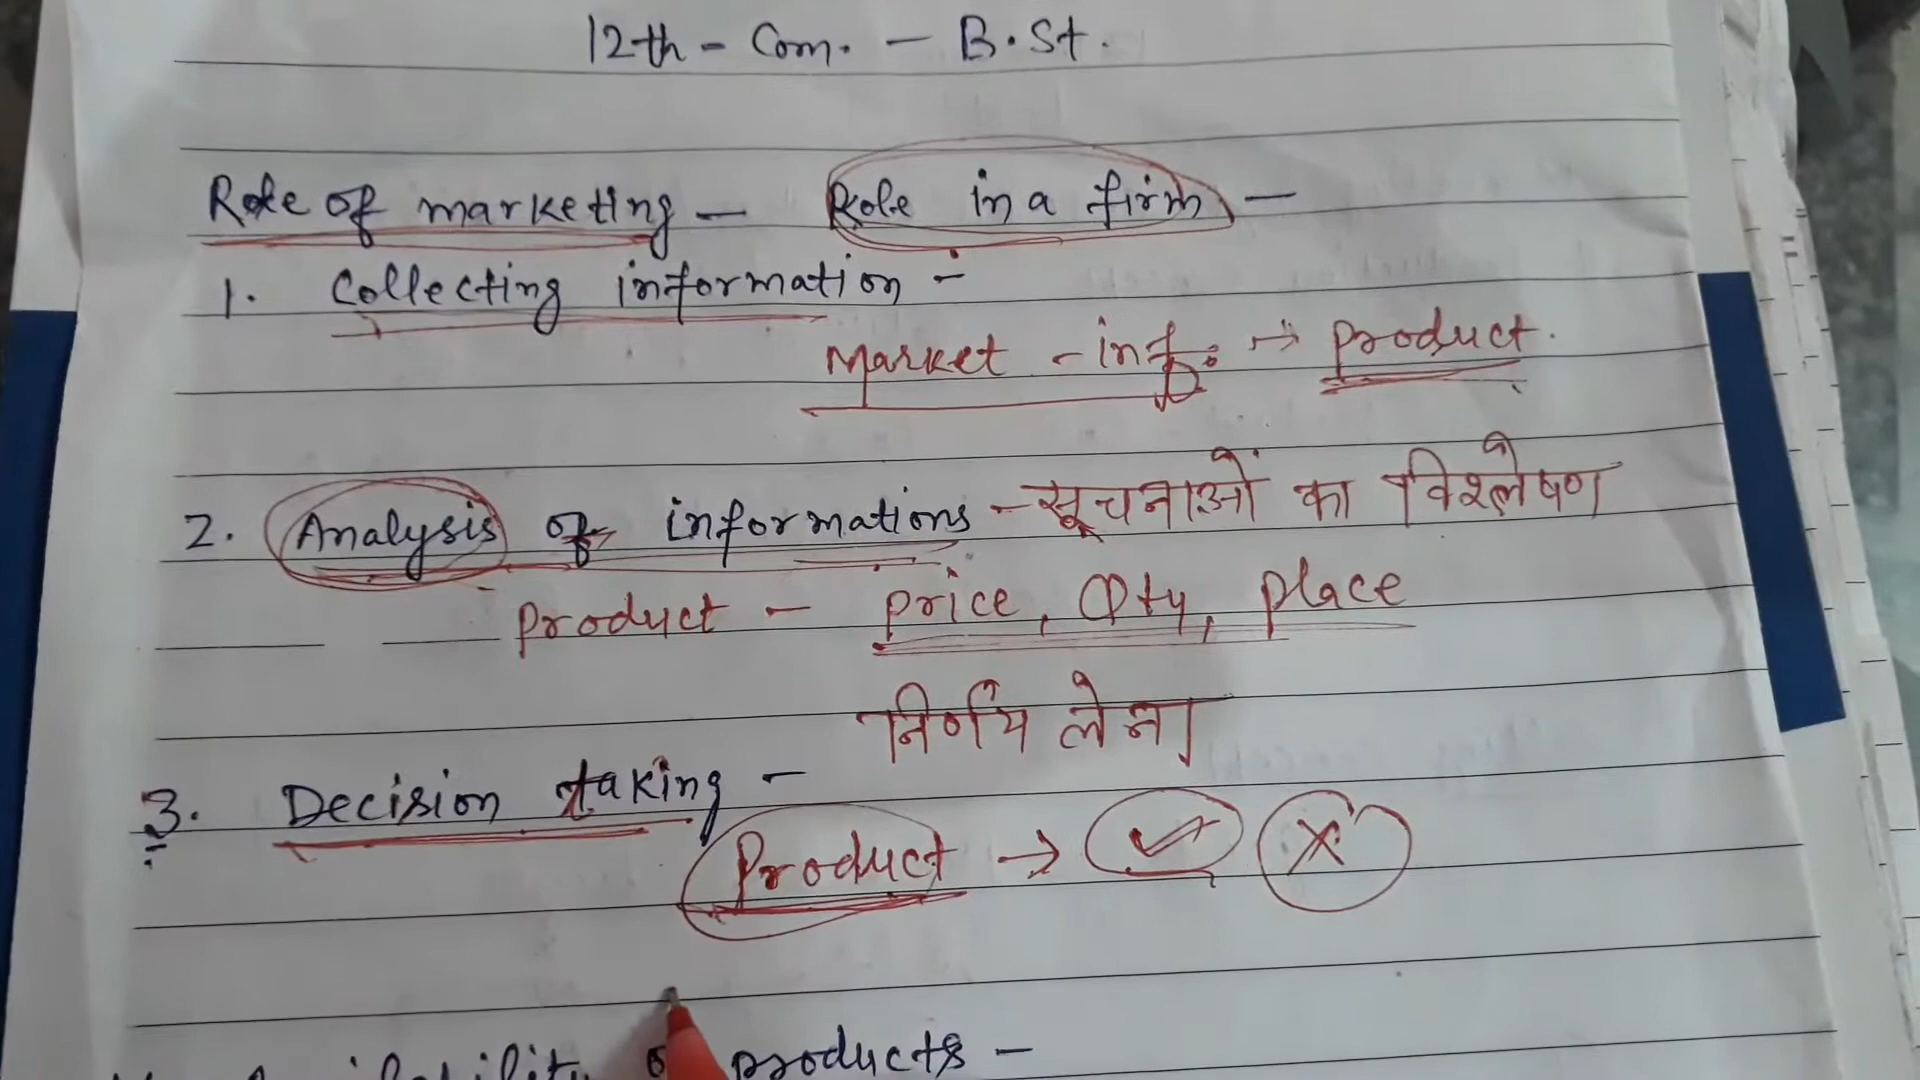 12th - Com. - B.St.
Role of marketing - Role in a firm -
1. Collecting information -
Market - inf. → Product.
2. Analysis of informations - सूचनाओं का विश्लेषण
Product - Price, Qty, Place
निर्णय लेना
3. Decision taking -
Product → ✓ X
products -